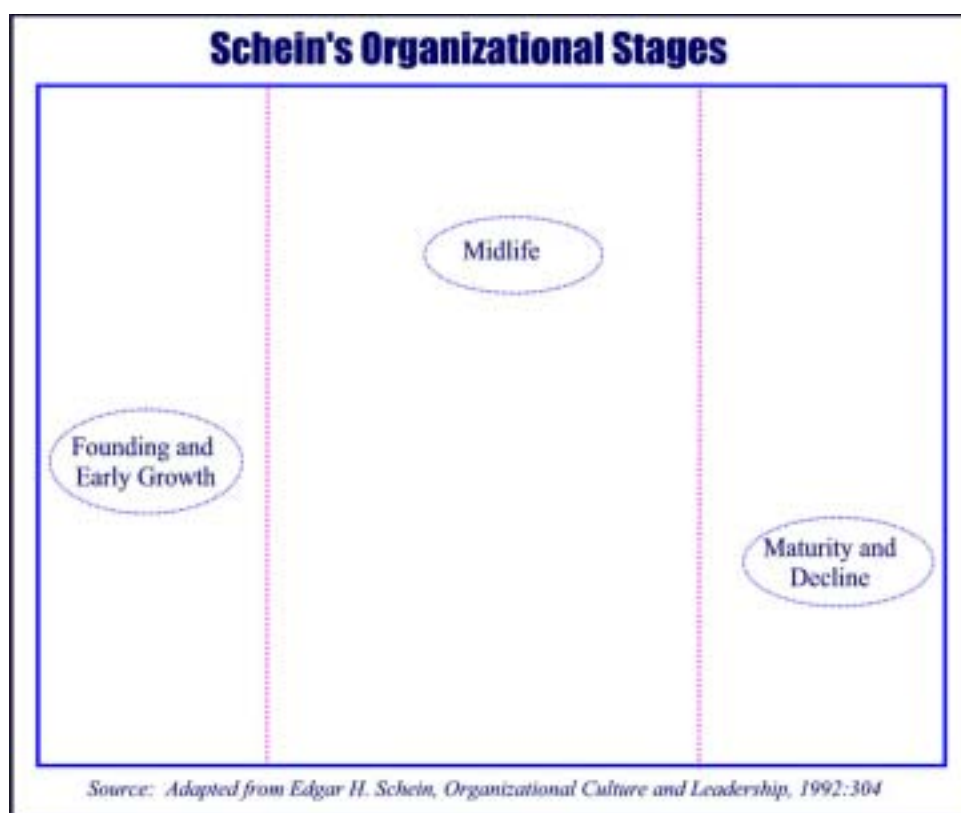 Schein's Organizational Stages
Midlife
Founding and
Early Growth
Maturity and
Decline
Source: Adapted from Edgar H. Schein, Organizational Culture and Leadership, 1992:304